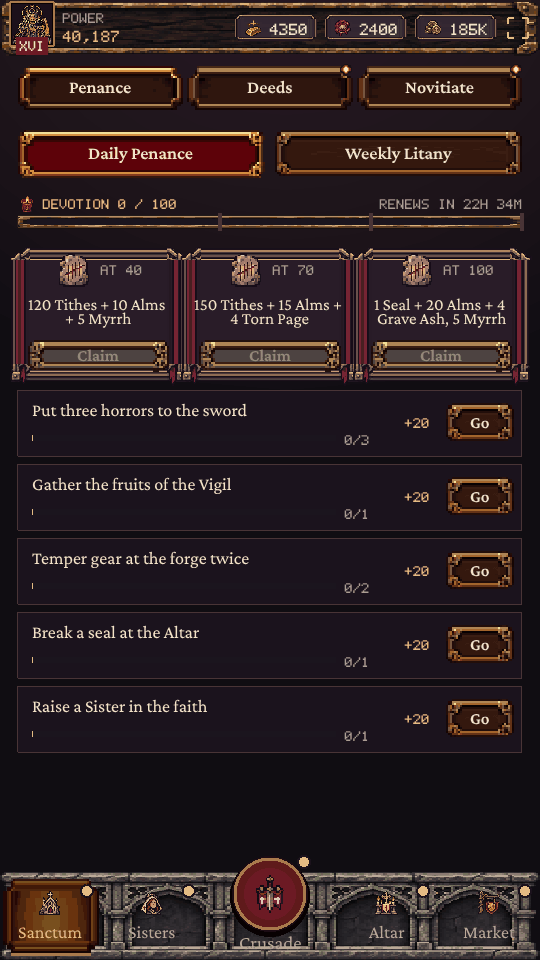 POWER
40,187
4350
2400
185K
XVI
Penance
Deeds
Novitiate
Daily Penance
Weekly Litany
DEVOTION 0 / 100
RENEWS IN 22H 34M
AT 40
120 Tithes + 10 Alms
+ 5 Myrrh
Claim
AT 70
150 Tithes + 15 Alms +
4 Torn Page
Claim
AT 100
1 Seal + 20 Alms + 4
Grave Ash, 5 Myrrh
Claim
Put three horrors to the sword
0/3
+20
Go
Gather the fruits of the Vigil
0/1
+20
Go
Temper gear at the forge twice
0/2
+20
Go
Break a seal at the Altar
0/1
+20
Go
Raise a Sister in the faith
0/1
+20
Go
Sanctum
Sisters
Crusade
Altar
Market